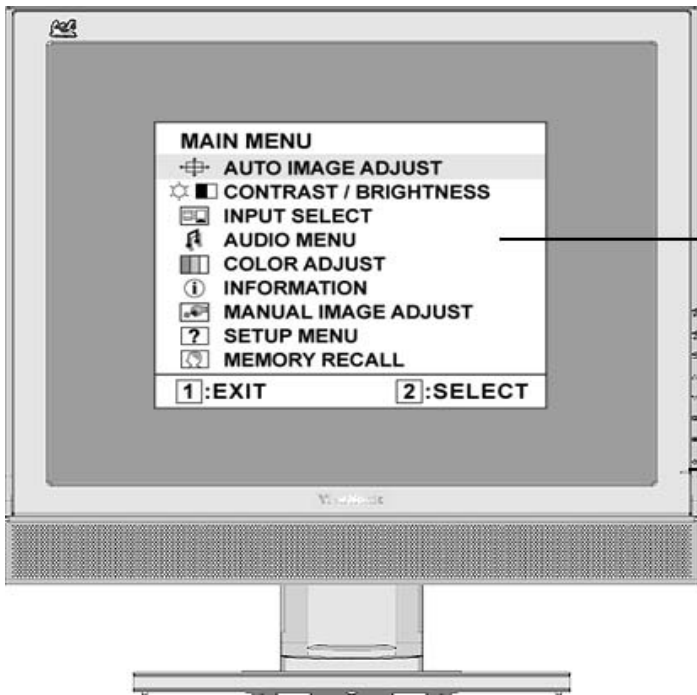 MAIN MENU
AUTO IMAGE ADJUST
CONTRAST / BRIGHTNESS
INPUT SELECT
AUDIO MENU
COLOR ADJUST
INFORMATION
MANUAL IMAGE ADJUST
SETUP MENU
MEMORY RECALL
1:EXIT 2:SELECT